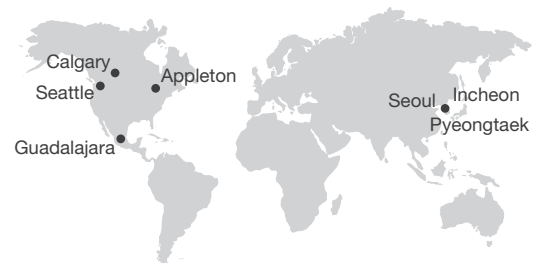 Calgary
Appleton
Seattle
Seoul
Incheon
Pyeongtaek
Guadalajara